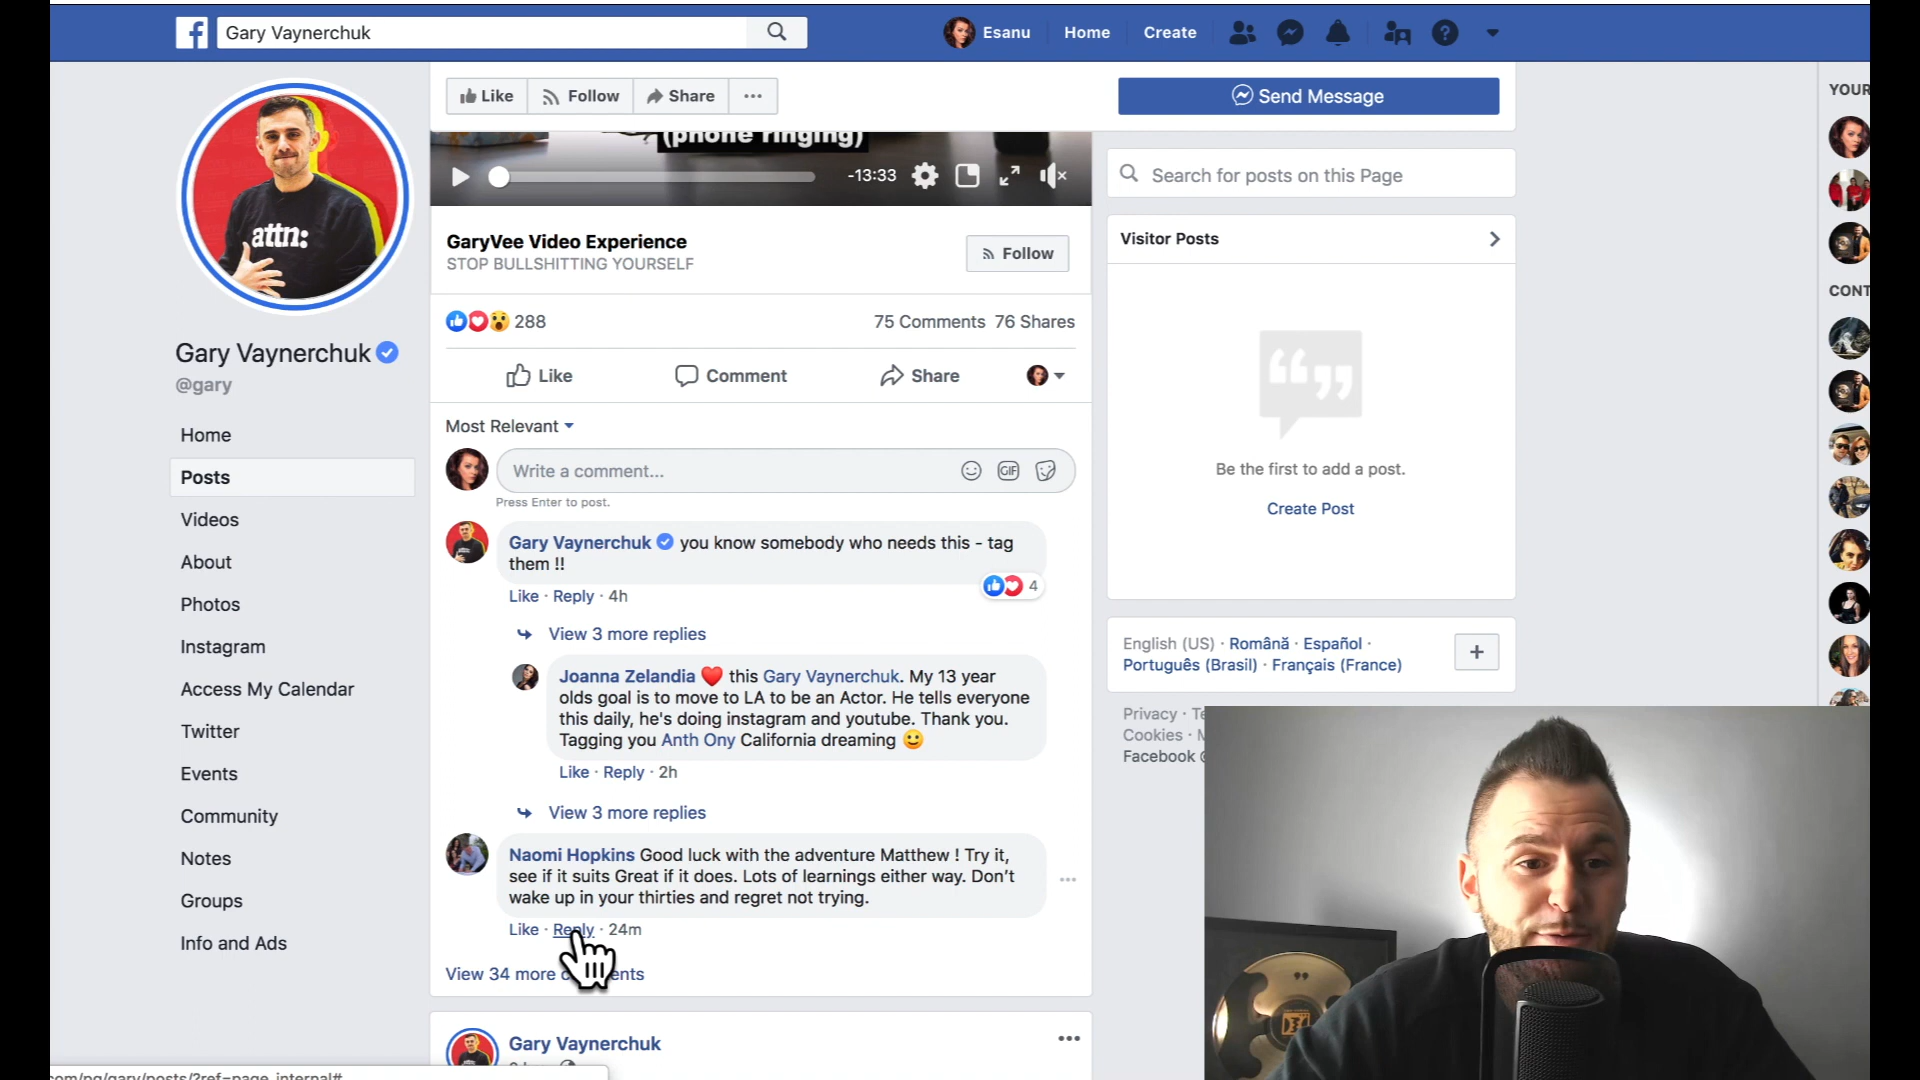 Gary Vaynerchuk
Esanu
Home
Create
Like
Follow
Share
Send Message
(phone ringing)
-13:33
attn:
Gary Vaynerchuk
@gary
Home
Posts
Videos
About
Photos
Instagram
Access My Calendar
Twitter
Events
Community
Notes
Groups
Info and Ads
GaryVee Video Experience
STOP BULLSHITTING YOURSELF
Follow
288
75 Comments 76 Shares
Like
Comment
Share
Most Relevant
Write a comment...
GIF
Press Enter to post.
Gary Vaynerchuk you know somebody who needs this - tag
them !!
4
Like · Reply · 4h
View 3 more replies
Joanna Zelandia ❤️ this Gary Vaynerchuk. My 13 year
olds goal is to move to LA to be an Actor. He tells everyone
this daily, he's doing instagram and youtube. Thank you.
Tagging you Anth Ony California dreaming 🙂
Like · Reply · 2h
View 3 more replies
Naomi Hopkins Good luck with the adventure Matthew ! Try it,
see if it suits Great if it does. Lots of learnings either way. Don't
wake up in your thirties and regret not trying.
Like · Reply · 24m
View 34 more
Gary Vaynerchuk
Search for posts on this Page
Visitor Posts
Be the first to add a post.
Create Post
English (US) · Română · Español ·
Português (Brasil) · Français (France)
Privacy ·
Cookies ·
Facebook ©
YOUR